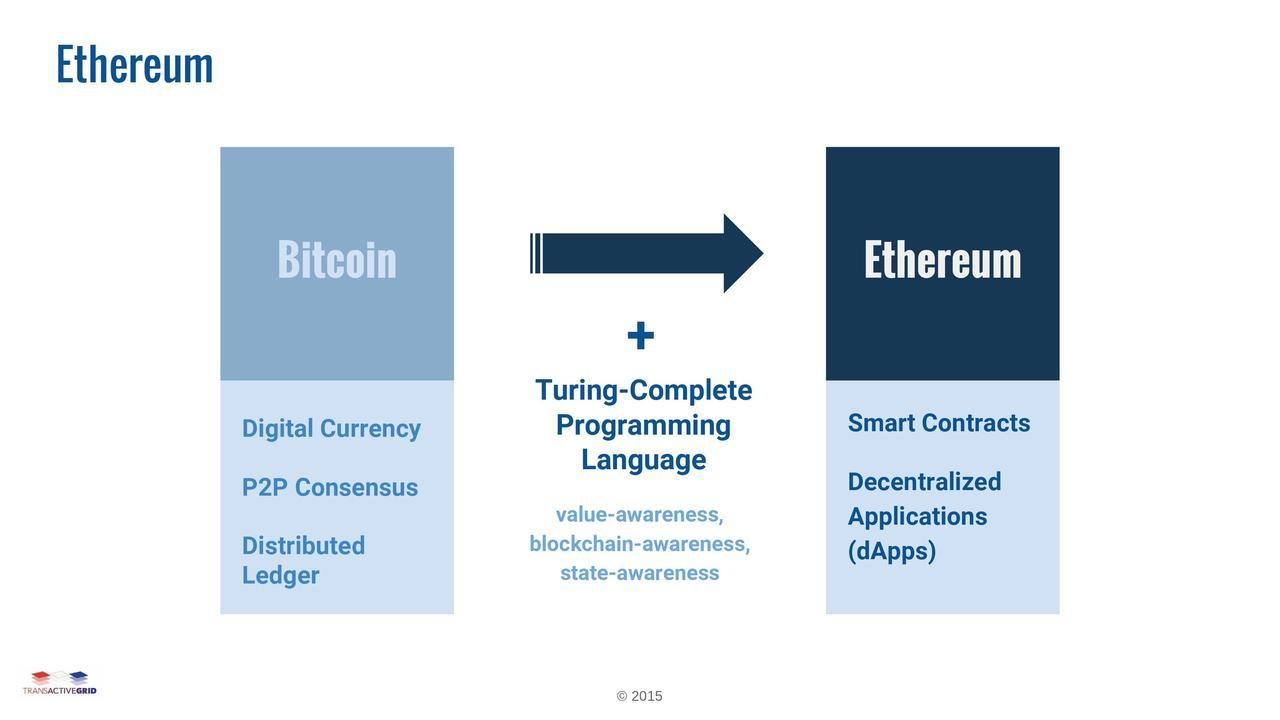 Ethereum
Bitcoin
Digital Currency
P2P Consensus
Distributed
Ledger
+
Turing-Complete
Programming
Language
value-awareness,
blockchain-awareness,
state-awareness
Ethereum
Smart Contracts
Decentralized
Applications
(dApps)
TRANSACTIVEGRID
© 2015